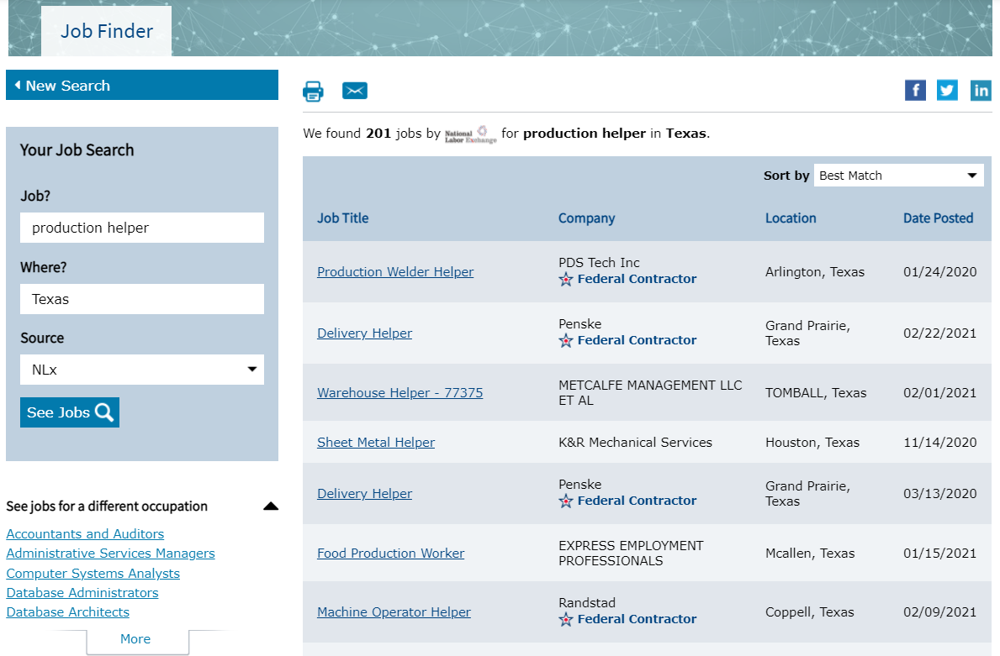 Job Finder
New Search
Your Job Search
Job?
production helper
Where?
Texas
Source
NLx
See Jobs
See jobs for a different occupation
Accountants and Auditors
Administrative Services Managers
Computer Systems Analysts
Database Administrators
Database Architects
More
f in
We found 201 jobs by National Labor Exchange for production helper in Texas.
Sort by Best Match
Job Title Company Location Date Posted
Production Welder Helper PDS Tech Inc Arlington, Texas 01/24/2020
Federal Contractor
Delivery Helper Penske Grand Prairie, Texas 02/22/2021
Federal Contractor
Warehouse Helper - 77375 METCALFE MANAGEMENT LLC TOMBALL, Texas 02/01/2021
ET AL
Sheet Metal Helper K&R Mechanical Services Houston, Texas 11/14/2020
Delivery Helper Penske Grand Prairie, Texas 03/13/2020
Federal Contractor
Food Production Worker EXPRESS EMPLOYMENT Mcallen, Texas 01/15/2021
PROFESSIONALS
Machine Operator Helper Randstad Coppell, Texas 02/09/2021
Federal Contractor